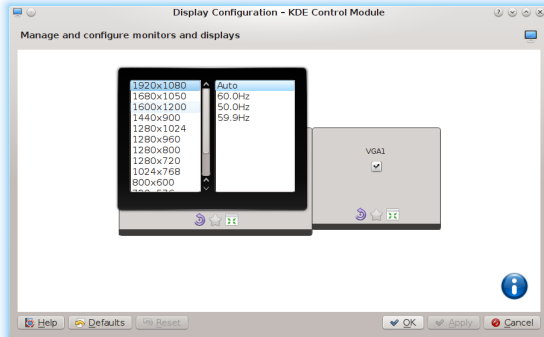 Display Configuration – KDE Control Module
Manage and configure monitors and displays
1920x1080
1680x1050
1600x1200
1440x900
1280x1024
1280x960
1280x800
1280x720
1024x768
800x600
Auto
60.0Hz
50.0Hz
59.9Hz
VGA1
Help
Defaults
Reset
OK
Apply
Cancel